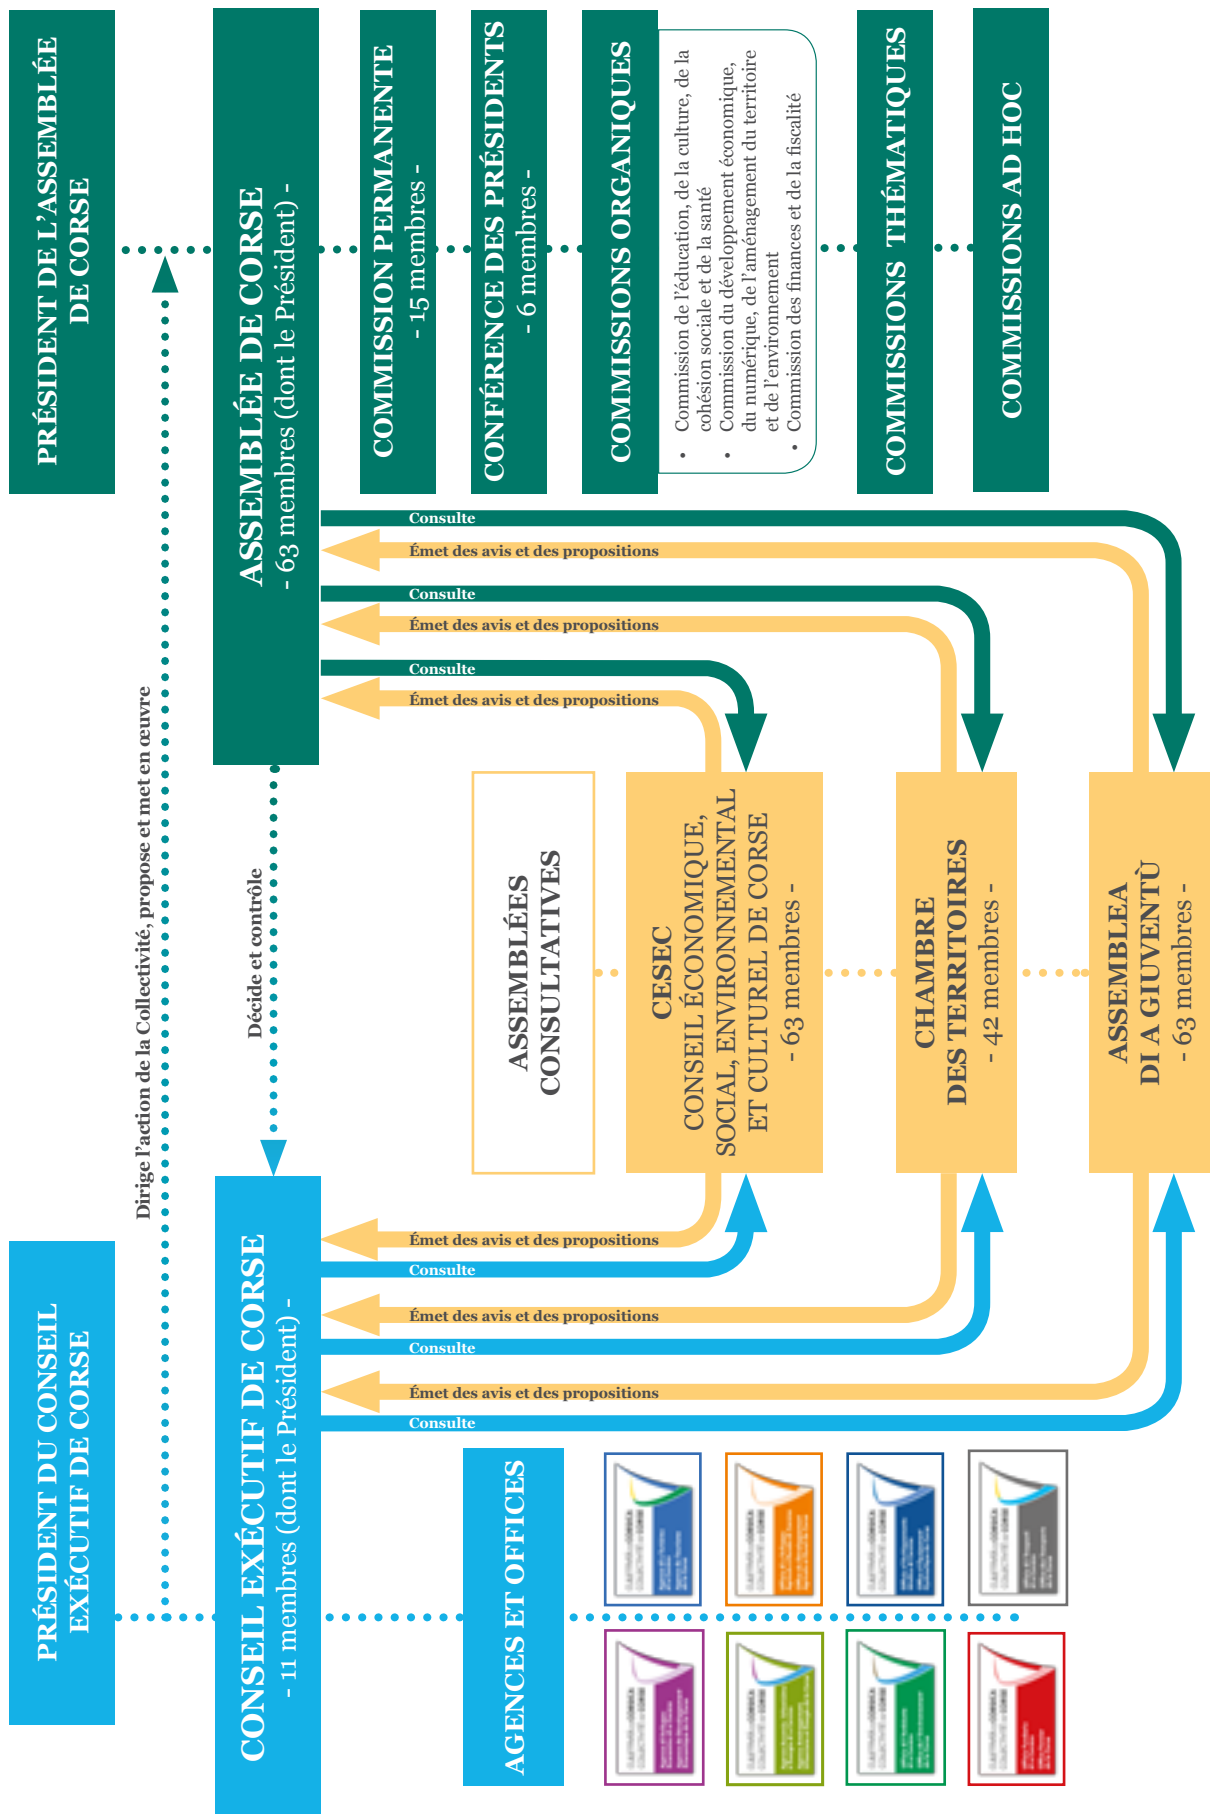 PRÉSIDENT DU CONSEIL
EXÉCUTIF DE CORSE
Dirige l'action de la Collectivité, propose et met en œuvre
PRÉSIDENT DE L'ASSEMBLÉE
DE CORSE
CONSEIL EXÉCUTIF DE CORSE
- 11 membres (dont le Président) -
Décide et contrôle
ASSEMBLÉE DE CORSE
- 63 membres (dont le Président) -
COMMISSION PERMANENTE
- 15 membres -
CONFÉRENCE DES PRÉSIDENTS
- 6 membres -
COMMISSIONS ORGANIQUES
• Commission de l'éducation, de la culture, de la
cohésion sociale et de la santé
• Commission du développement économique,
du numérique, de l'aménagement du territoire
et de l'environnement
• Commission des finances et de la fiscalité
COMMISSIONS THÉMATIQUES
COMMISSIONS AD HOC
Émet des avis et des propositions
Consulte
Émet des avis et des propositions
Consulte
Émet des avis et des propositions
Consulte
Consulte
Émet des avis et des propositions
Consulte
Émet des avis et des propositions
Consulte
Émet des avis et des propositions
ASSEMBLÉES
CONSULTATIVES
CESEC
CONSEIL ÉCONOMIQUE,
SOCIAL, ENVIRONNEMENTAL
ET CULTUREL DE CORSE
- 63 membres -
CHAMBRE
DES TERRITOIRES
- 42 membres -
ASSEMBLEA
DI A GIUVENTÙ
- 63 membres -
AGENCES ET OFFICES